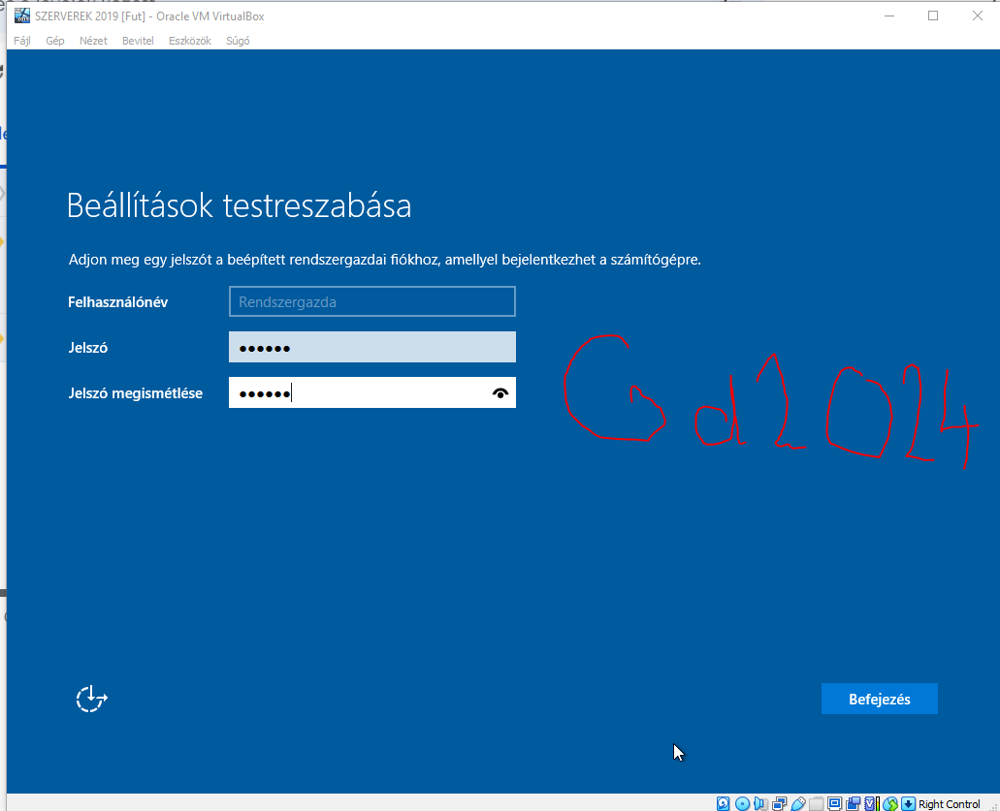 SZERVEREK 2019 [Fut] - Oracle VM VirtualBox
Fájl Gép Nézet Bevitel Eszközök Súgó
Beállítások testreszabása
Adjon meg egy jelszót a beépített rendszergazdai fiókhoz, amellyel bejelentkezhet a számítógépre.
Felhasználónév Rendszergazda
Jelszó ●●●●●●
Jelszó megismétlése ●●●●●●
Gd2024
Befejezés
Right Control